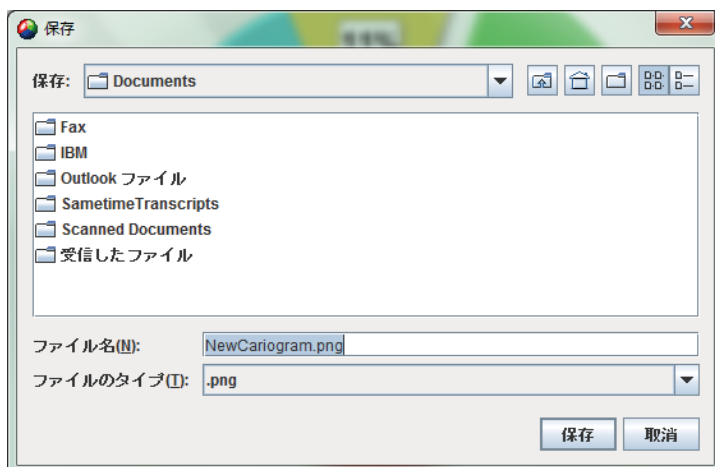 保存
11%
保存: Documents
Fax
IBM
Outlook ファイル
SametimeTranscripts
Scanned Documents
受信したファイル
ファイル名(N): NewCariogram.png
ファイルのタイプ(T): .png
保存 取消